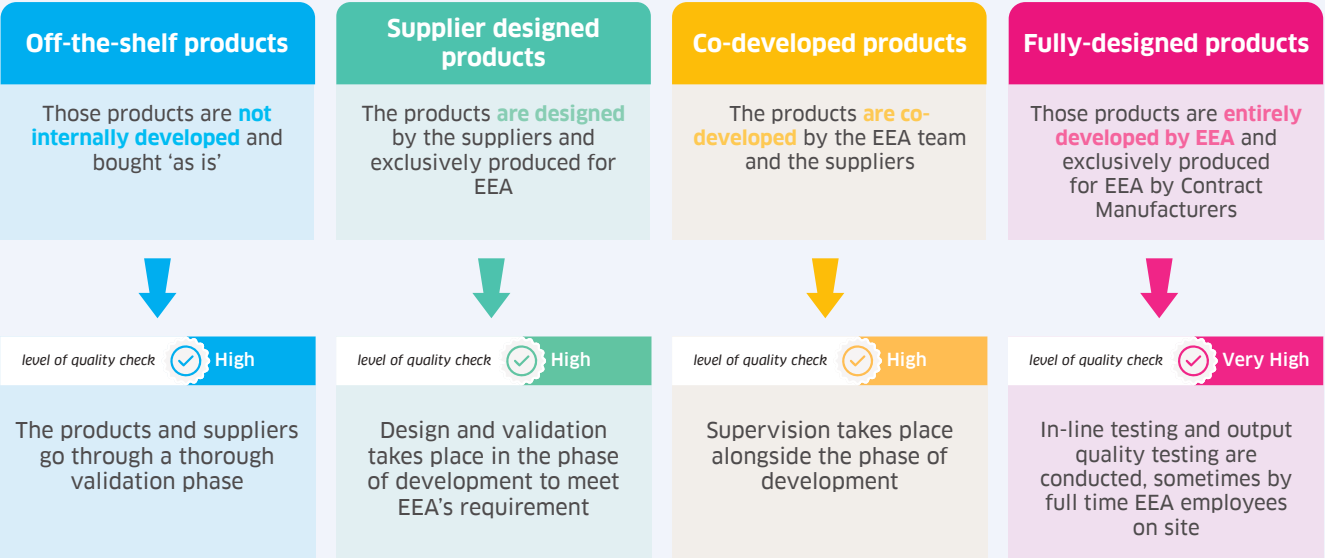 Off-the-shelf products
Those products are not
internally developed and
bought ‘as is’
level of quality check
High
The products and suppliers
go through a thorough
validation phase
Supplier designed
products
The products are designed
by the suppliers and
exclusively produced for
EEA
level of quality check
High
Design and validation
takes place in the phase
of development to meet
EEA’s requirement
Co-developed products
The products are co-
developed by the EEA team
and the suppliers
level of quality check
High
Supervision takes place
alongside the phase of
development
Fully-designed products
Those products are entirely
developed by EEA and
exclusively produced
for EEA by Contract
Manufacturers
level of quality check
Very High
In-line testing and output
quality testing are
conducted, sometimes by
full time EEA employees
on site